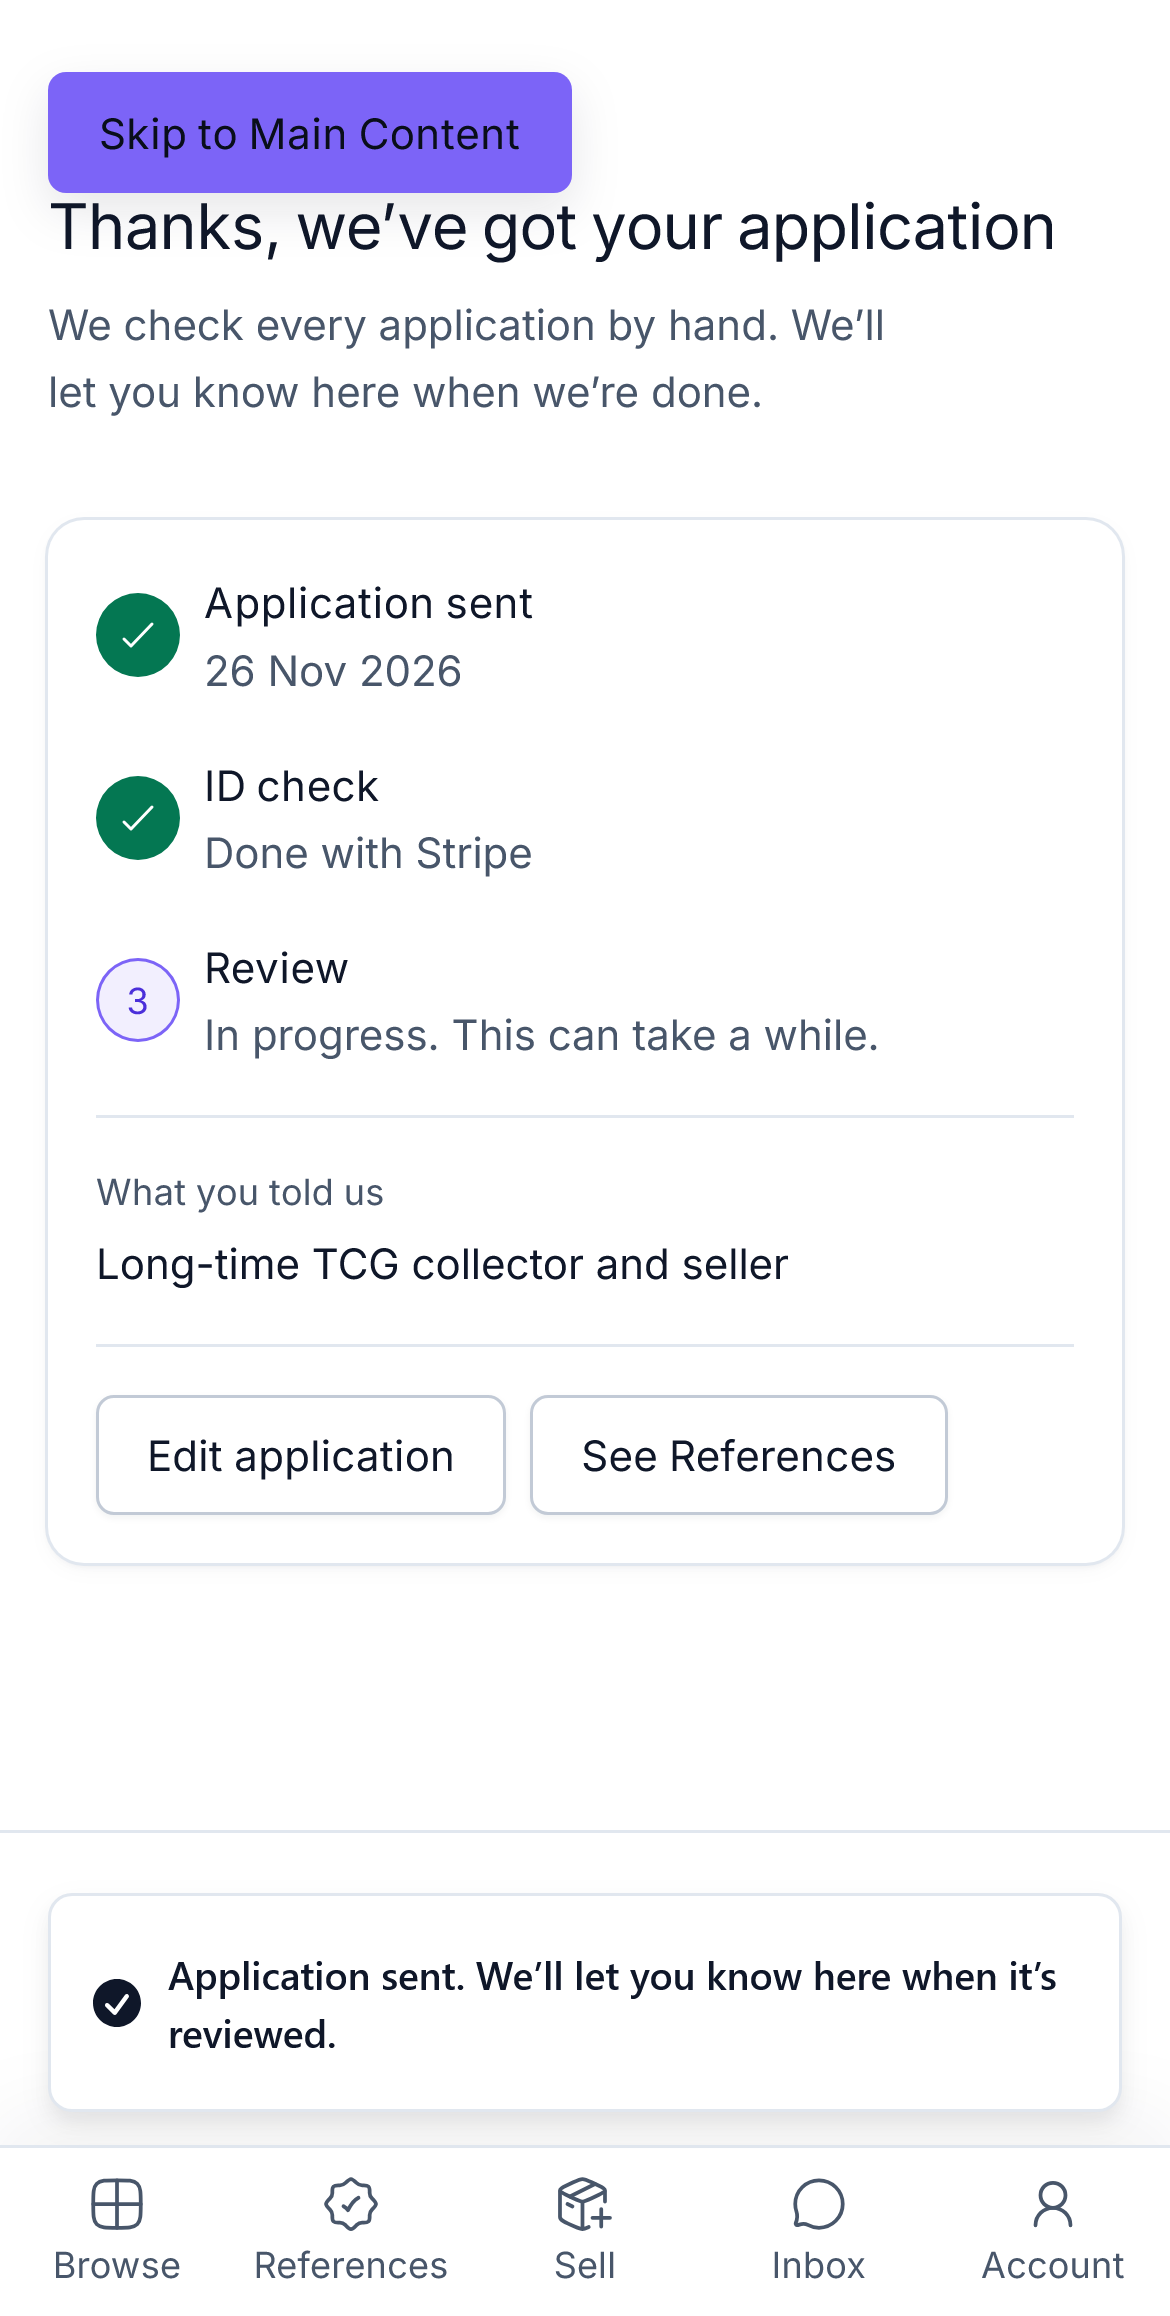 Skip to Main Content
Thanks, we’ve got your application
We check every application by hand. We’ll
let you know here when we’re done.
Application sent
26 Nov 2026
ID check
Done with Stripe
3
Review
In progress. This can take a while.
What you told us
Long-time TCG collector and seller
Edit application
See References
Application sent. We’ll let you know here when it’s
reviewed.
Browse
References
Sell
Inbox
Account